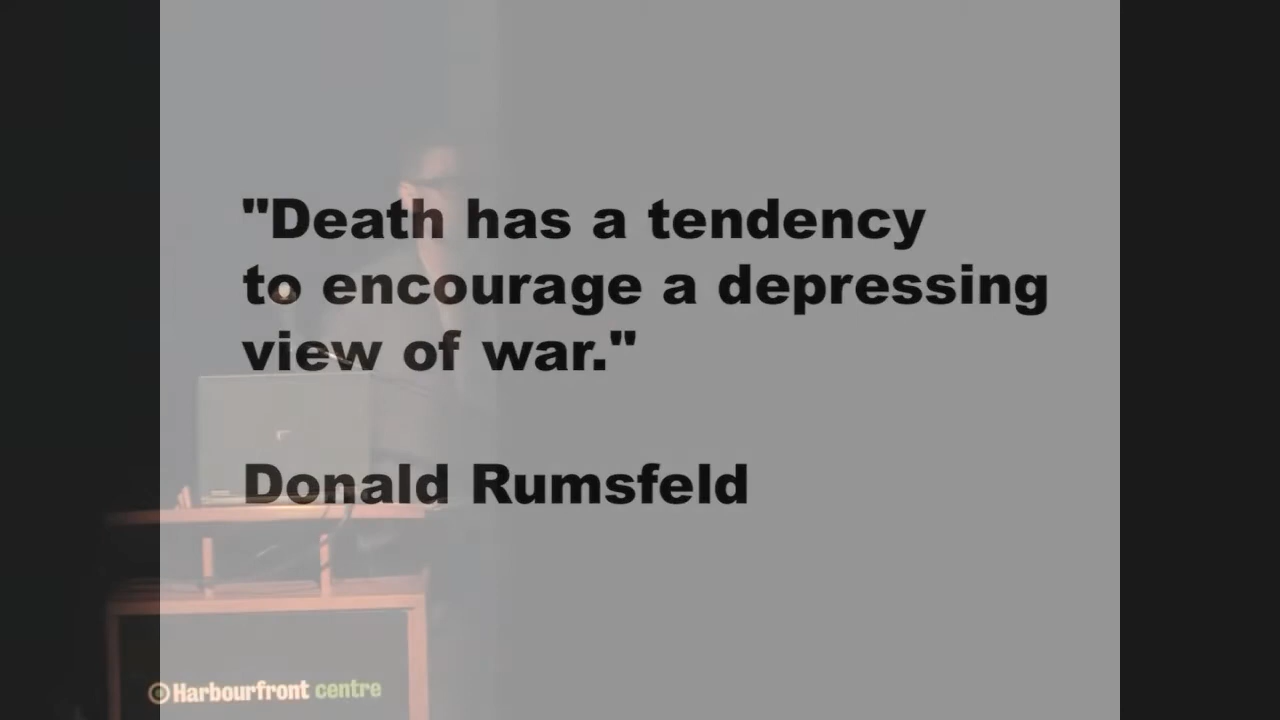 "Death has a tendency
to encourage a depressing
view of war."
Donald Rumsfeld
Harbourfront centre